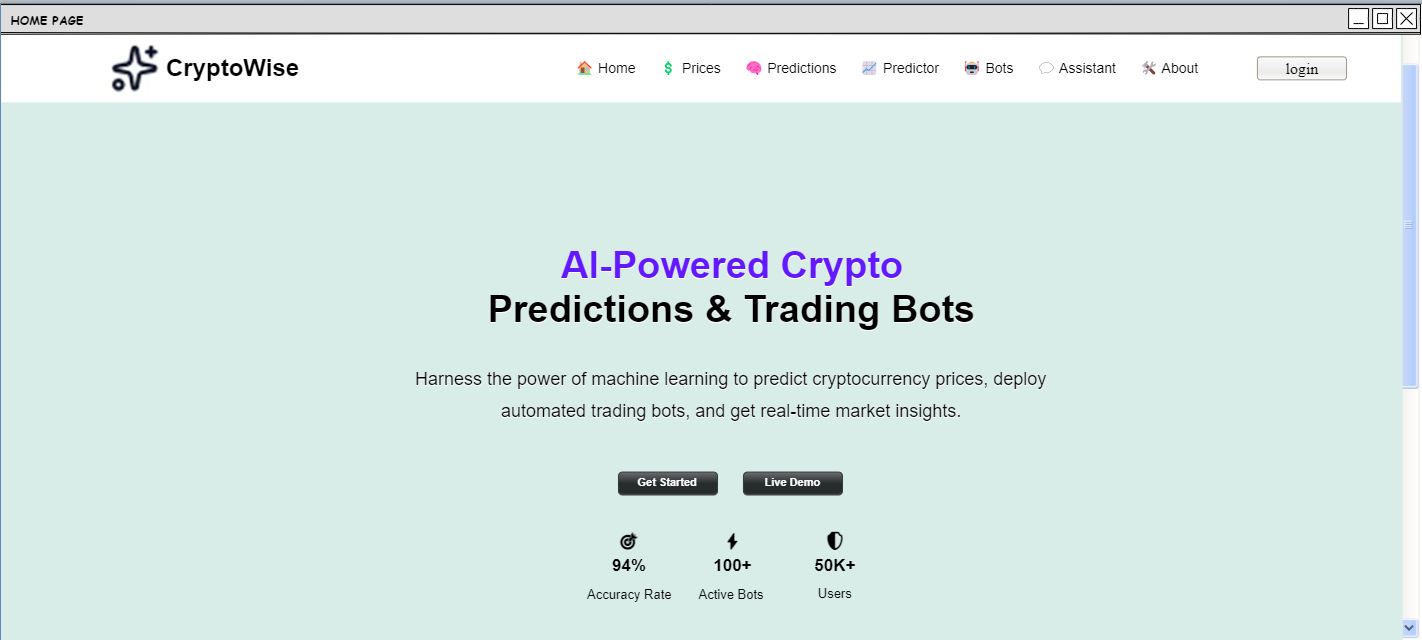 HOME PAGE
CryptoWise
Home Prices Predictions Predictor Bots Assistant About login
AI-Powered Crypto
Predictions & Trading Bots
Harness the power of machine learning to predict cryptocurrency prices, deploy
automated trading bots, and get real-time market insights.
Get Started Live Demo
94% 100+ 50K+
Accuracy Rate Active Bots Users